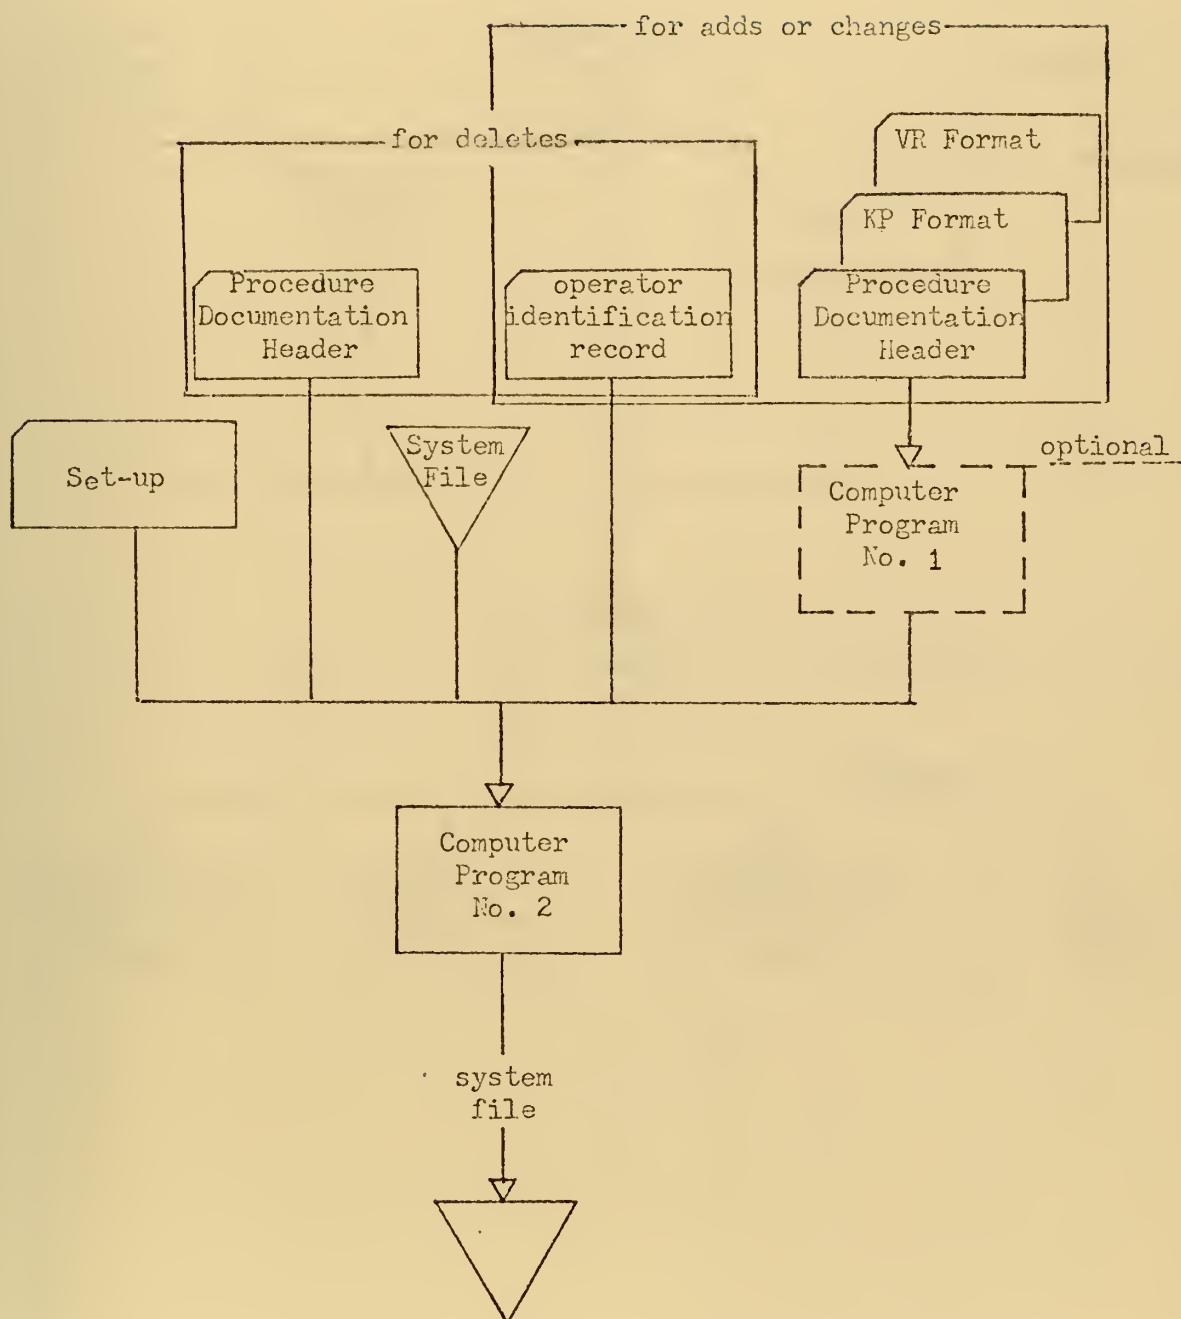 for adds or changes
for deletes
VR Format
KP Format
Procedure
Documentation
Header
operator
identification
record
Procedure
Documentation
Header
Set-up
System
File
optional
Computer
Program
No. 1
Computer
Program
No. 2
system
file